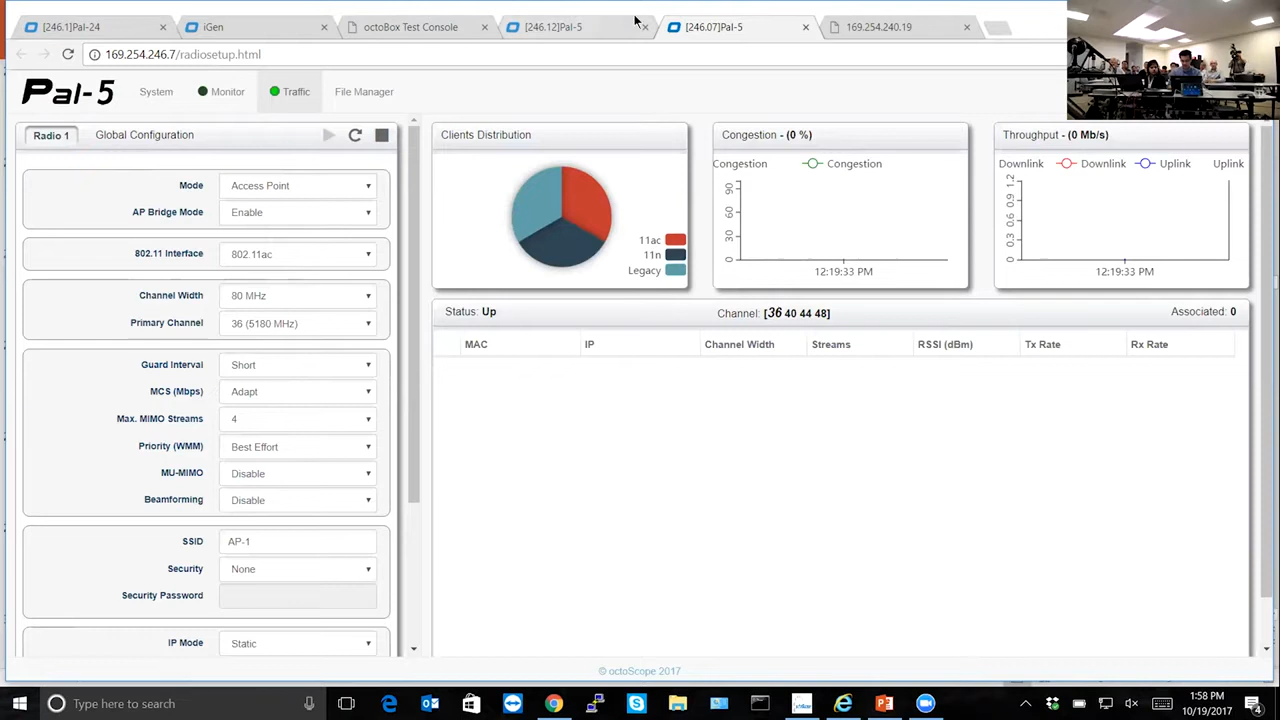 [246.1]Pal-24
iGen
octoBox Test Console
[246.12]Pal-5
[246.07]Pal-5
169.254.240.19
169.254.246.7/radiosetup.html
Pal-5
System
Monitor
Traffic
File Manager
Radio 1
Global Configuration
Mode
Access Point
AP Bridge Mode
Enable
802.11 Interface
802.11ac
Channel Width
80 MHz
Primary Channel
36 (5180 MHz)
Guard Interval
Short
MCS (Mbps)
Adapt
Max. MIMO Streams
4
Priority (WMM)
Best Effort
MU-MIMO
Disable
Beamforming
Disable
SSID
AP-1
Security
None
Security Password
IP Mode
Static
Clients Distribution
11ac
11n
Legacy
Congestion - (0 %)
Congestion
Congestion
90
60
30
0
12:19:33 PM
Throughput - (0 Mb/s)
Downlink
Downlink
Uplink
Uplink
1.2
0.9
0.6
0.3
0
12:19:33 PM
Status: Up
Channel: [36 40 44 48]
Associated: 0
MAC
IP
Channel Width
Streams
RSSI (dBm)
Tx Rate
Rx Rate
© octoScope 2017
Type here to search
1:58 PM
10/19/2017
4